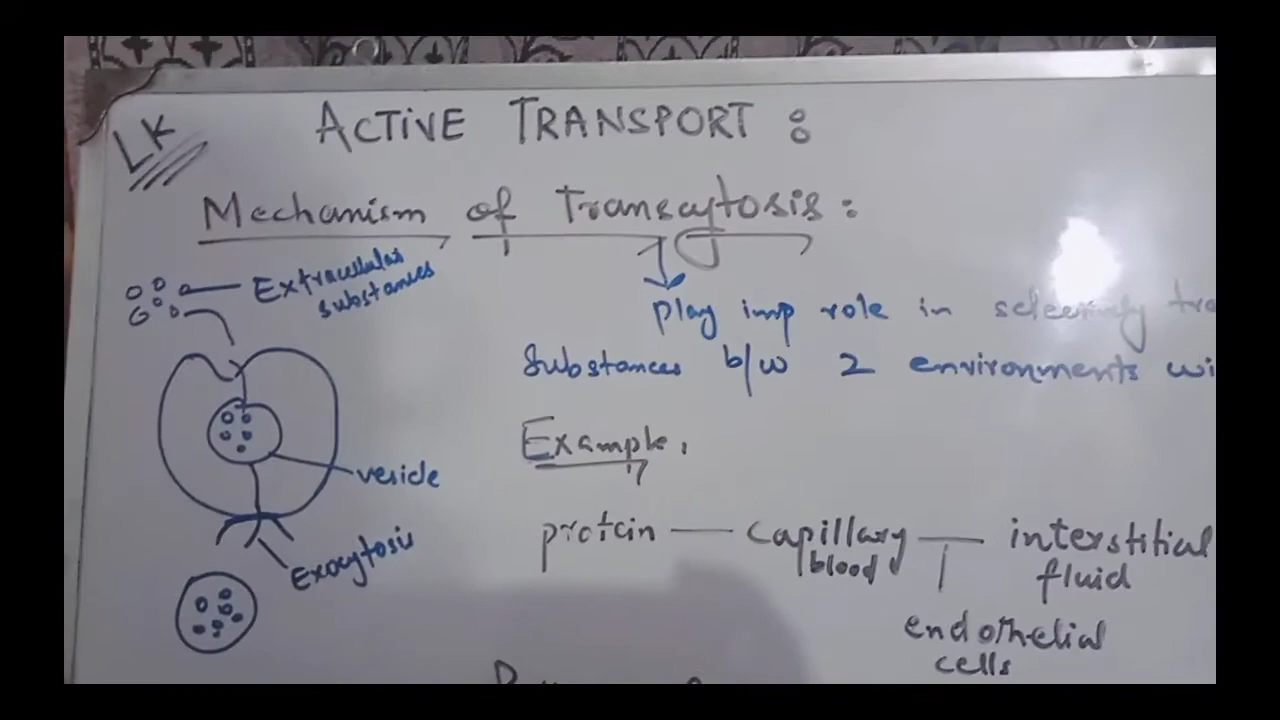 LK
ACTIVE TRANSPORT :
Mechanism of Transcytosis :
Extracellular
substances
Play imp role in
Substances b/w 2 environments wi
Example,
vesicle
protein — capillary — interstitial
blood fluid
Exocytosis
endothelial
cells